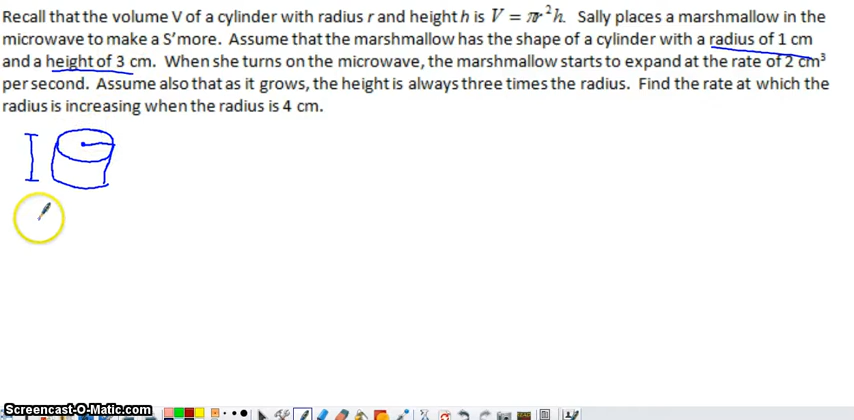 Recall that the volume V of a cylinder with radius r and height h is V = πr²h. Sally places a marshmallow in the
microwave to make a S'more. Assume that the marshmallow has the shape of a cylinder with a radius of 1 cm
and a height of 3 cm. When she turns on the microwave, the marshmallow starts to expand at the rate of 2 cm³
per second. Assume also that as it grows, the height is always three times the radius. Find the rate at which the
radius is increasing when the radius is 4 cm.
Screencast-O-Matic.com